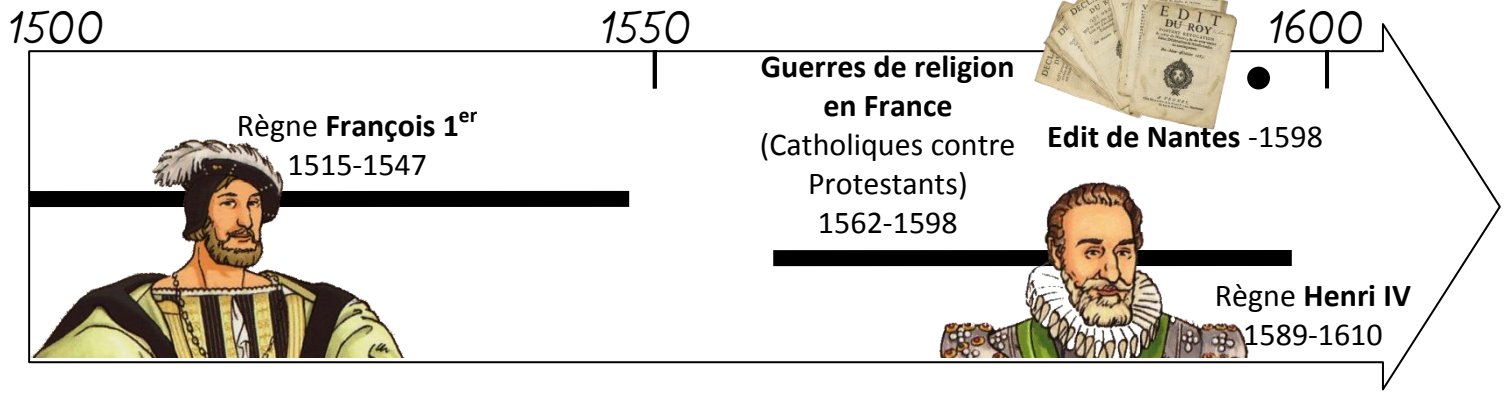 1500
1550
1600
EDIT
DU ROY
Règne François 1er
1515-1547
Guerres de religion
en France
(Catholiques contre
Protestants)
1562-1598
Edit de Nantes -1598
Règne Henri IV
1589-1610